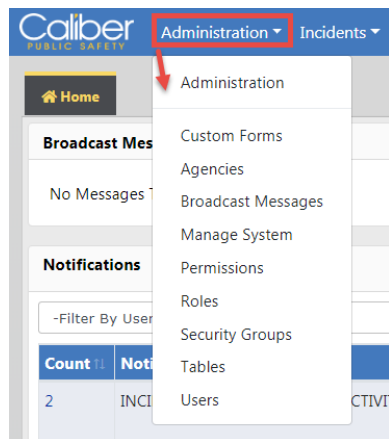 Caliber
PUBLIC SAFETY
Administration
Incidents
Home
Administration
Custom Forms
Agencies
Broadcast Messages
Manage System
Permissions
Roles
Security Groups
Tables
Users
Broadcast Mes
No Messages
Notifications
-Filter By User
Count Noti
2 INCI CTIVI